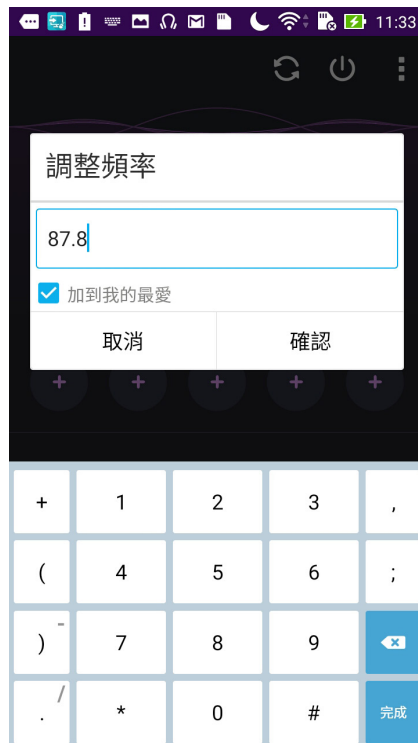 11:33
調整頻率
87.8
加到我的最愛
取消 確認
+ + + + +
+ 1 2 3 ,
( 4 5 6 ;
) - 7 8 9
. / * 0 # 完成